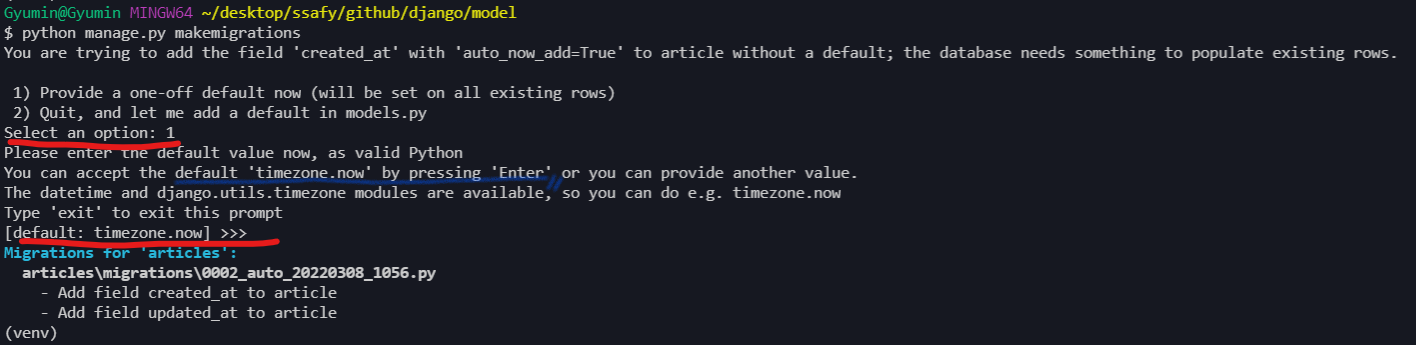 Gyumin@Gyumin MINGW64 ~/desktop/ssafy/github/django/model
$ python manage.py makemigrations
You are trying to add the field 'created_at' with 'auto_now_add=True' to article without a default; the database needs something to populate existing rows.
1) Provide a one-off default now (will be set on all existing rows)
2) Quit, and let me add a default in models.py
Select an option: 1
Please enter the default value now, as valid Python
You can accept the default 'timezone.now' by pressing 'Enter' or you can provide another value.
The datetime and django.utils.timezone modules are available, so you can do e.g. timezone.now
Type 'exit' to exit this prompt
[default: timezone.now] >>>
Migrations for 'articles':
articles\migrations\0002_auto_20220308_1056.py
- Add field created_at to article
- Add field updated_at to article
(venv)